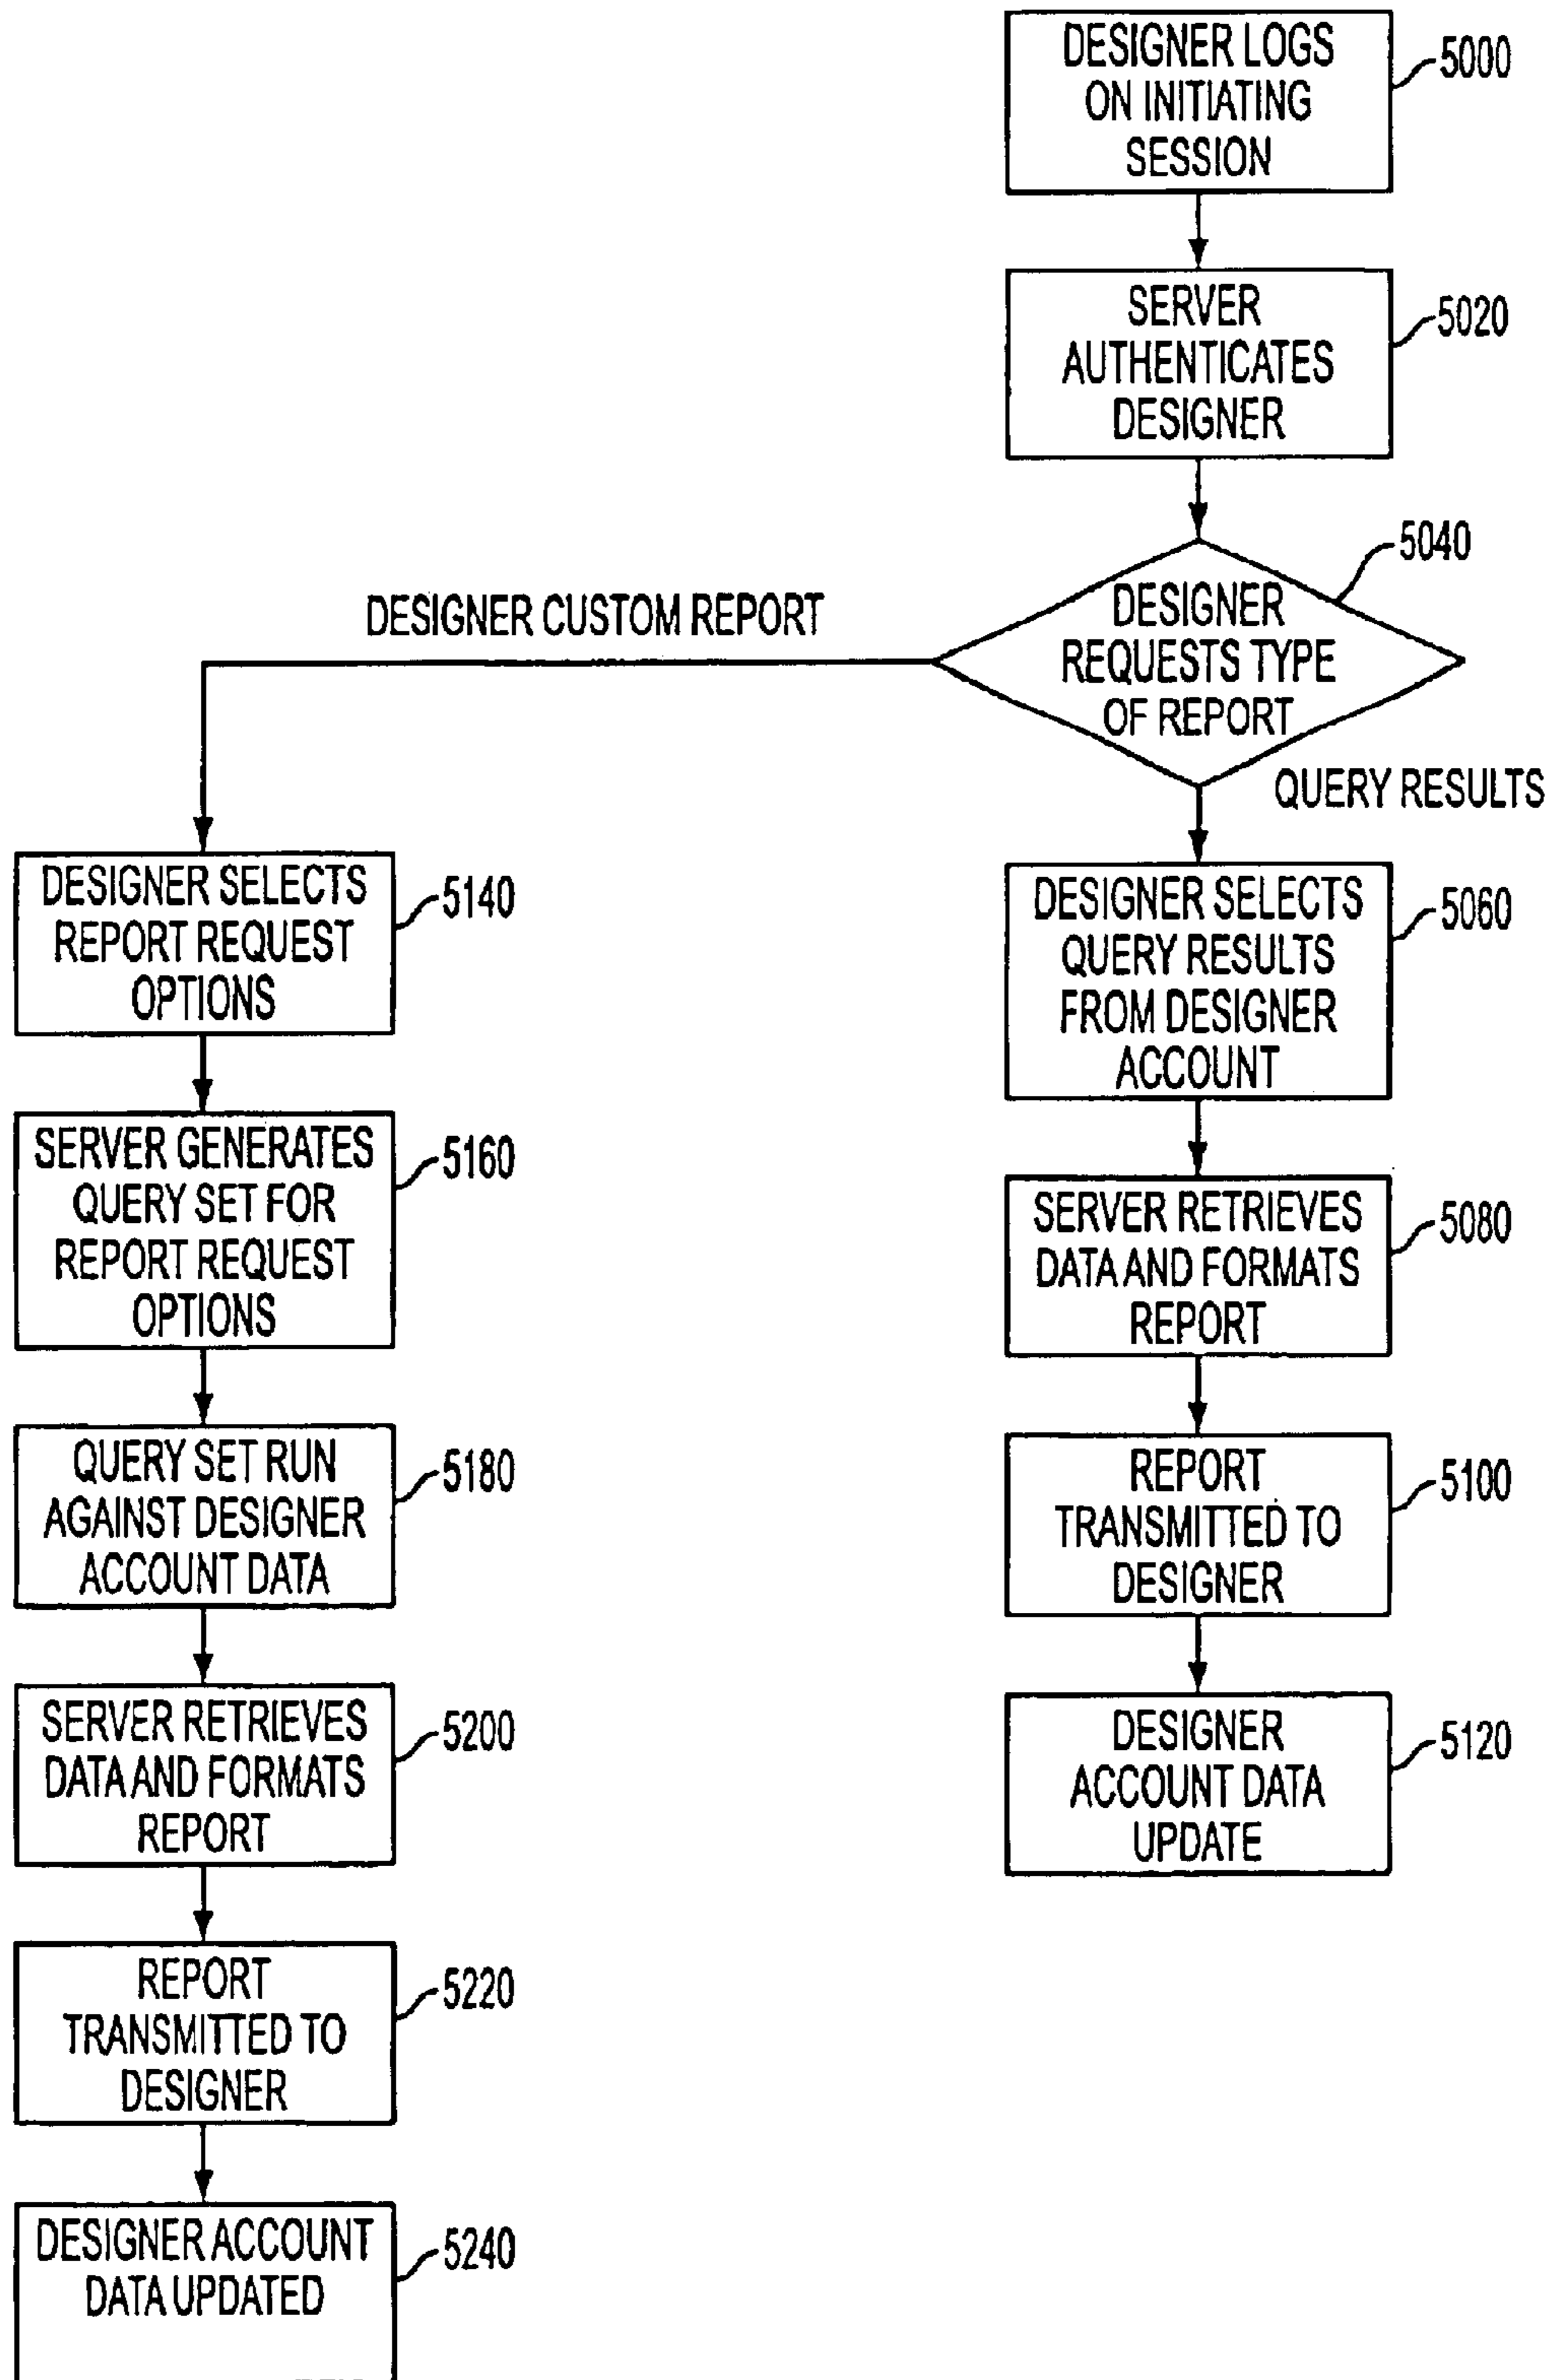 DESIGNER LOGS
ON INITIATING
SESSION
5000
SERVER
AUTHENTICATES
DESIGNER
5020
DESIGNER
REQUESTS TYPE
OF REPORT
5040
DESIGNER CUSTOM REPORT
QUERY RESULTS
DESIGNER SELECTS
REPORT REQUEST
OPTIONS
5140
SERVER GENERATES
QUERY SET FOR
REPORT REQUEST
OPTIONS
5160
QUERY SET RUN
AGAINST DESIGNER
ACCOUNT DATA
5180
SERVER RETRIEVES
DATA AND FORMATS
REPORT
5200
REPORT
TRANSMITTED TO
DESIGNER
5220
DESIGNER ACCOUNT
DATA UPDATED
5240
DESIGNER SELECTS
QUERY RESULTS
FROM DESIGNER
ACCOUNT
5060
SERVER RETRIEVES
DATA AND FORMATS
REPORT
5080
REPORT
TRANSMITTED TO
DESIGNER
5100
DESIGNER
ACCOUNT DATA
UPDATE
5120